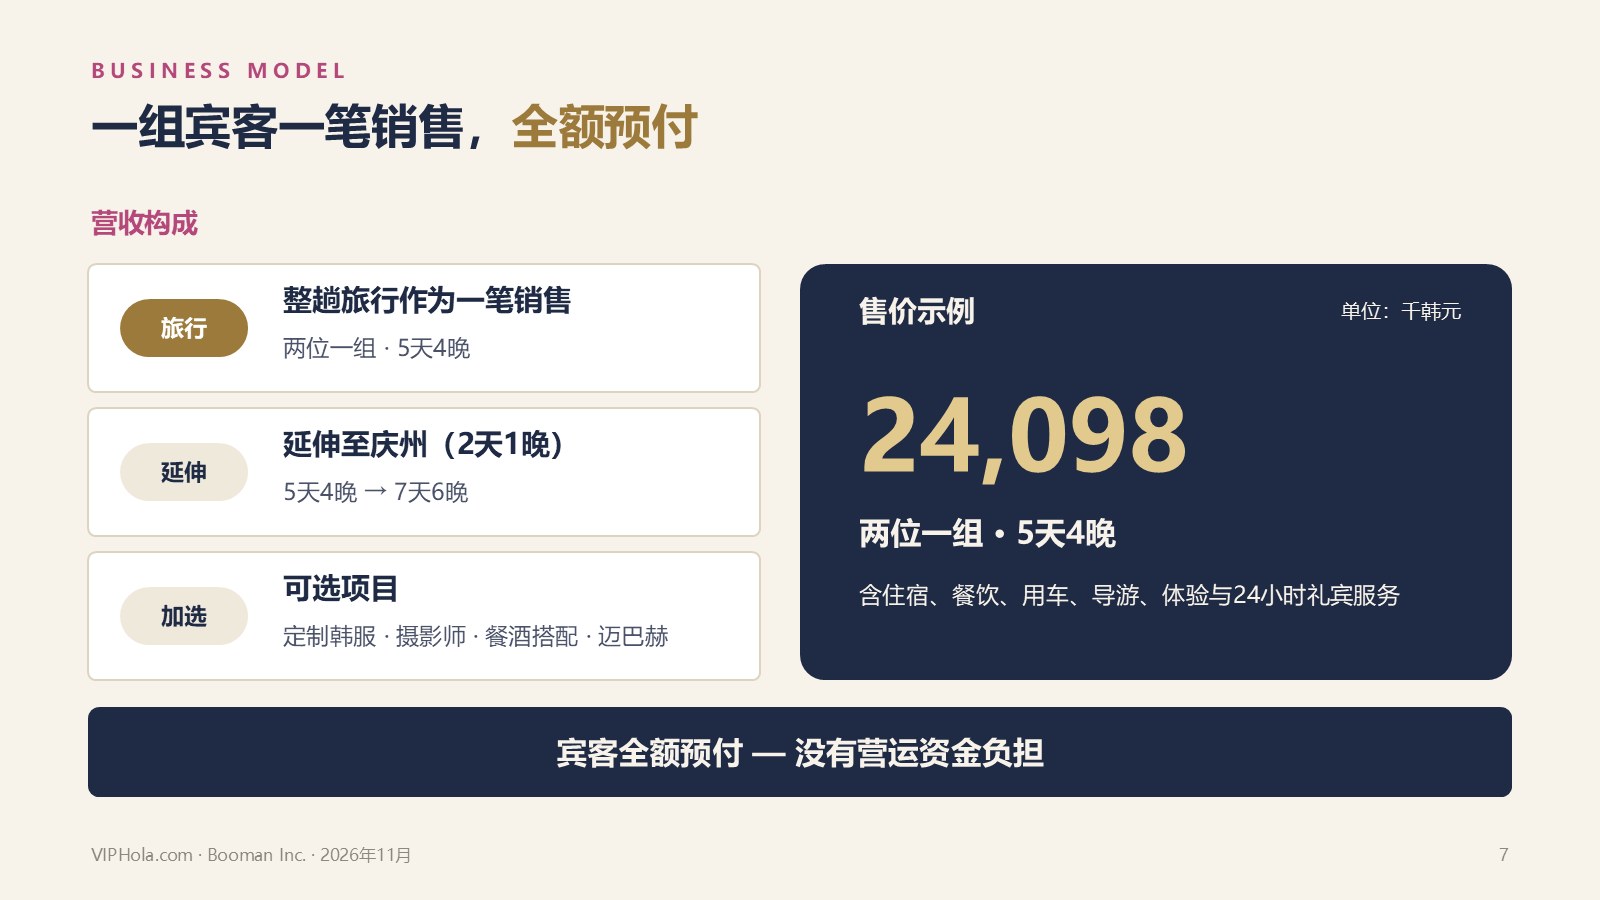 BUSINESS MODEL
一组宾客一笔销售，全额预付
营收构成
旅行
整趟旅行作为一笔销售
两位一组 · 5天4晚
延伸
延伸至庆州（2天1晚）
5天4晚 → 7天6晚
加选
可选项目
定制韩服 · 摄影师 · 餐酒搭配 · 迈巴赫
售价示例
单位：千韩元
24,098
两位一组 · 5天4晚
含住宿、餐饮、用车、导游、体验与24小时礼宾服务
宾客全额预付 — 没有营运资金负担
VIPHola.com · Booman Inc. · 2026年11月
7